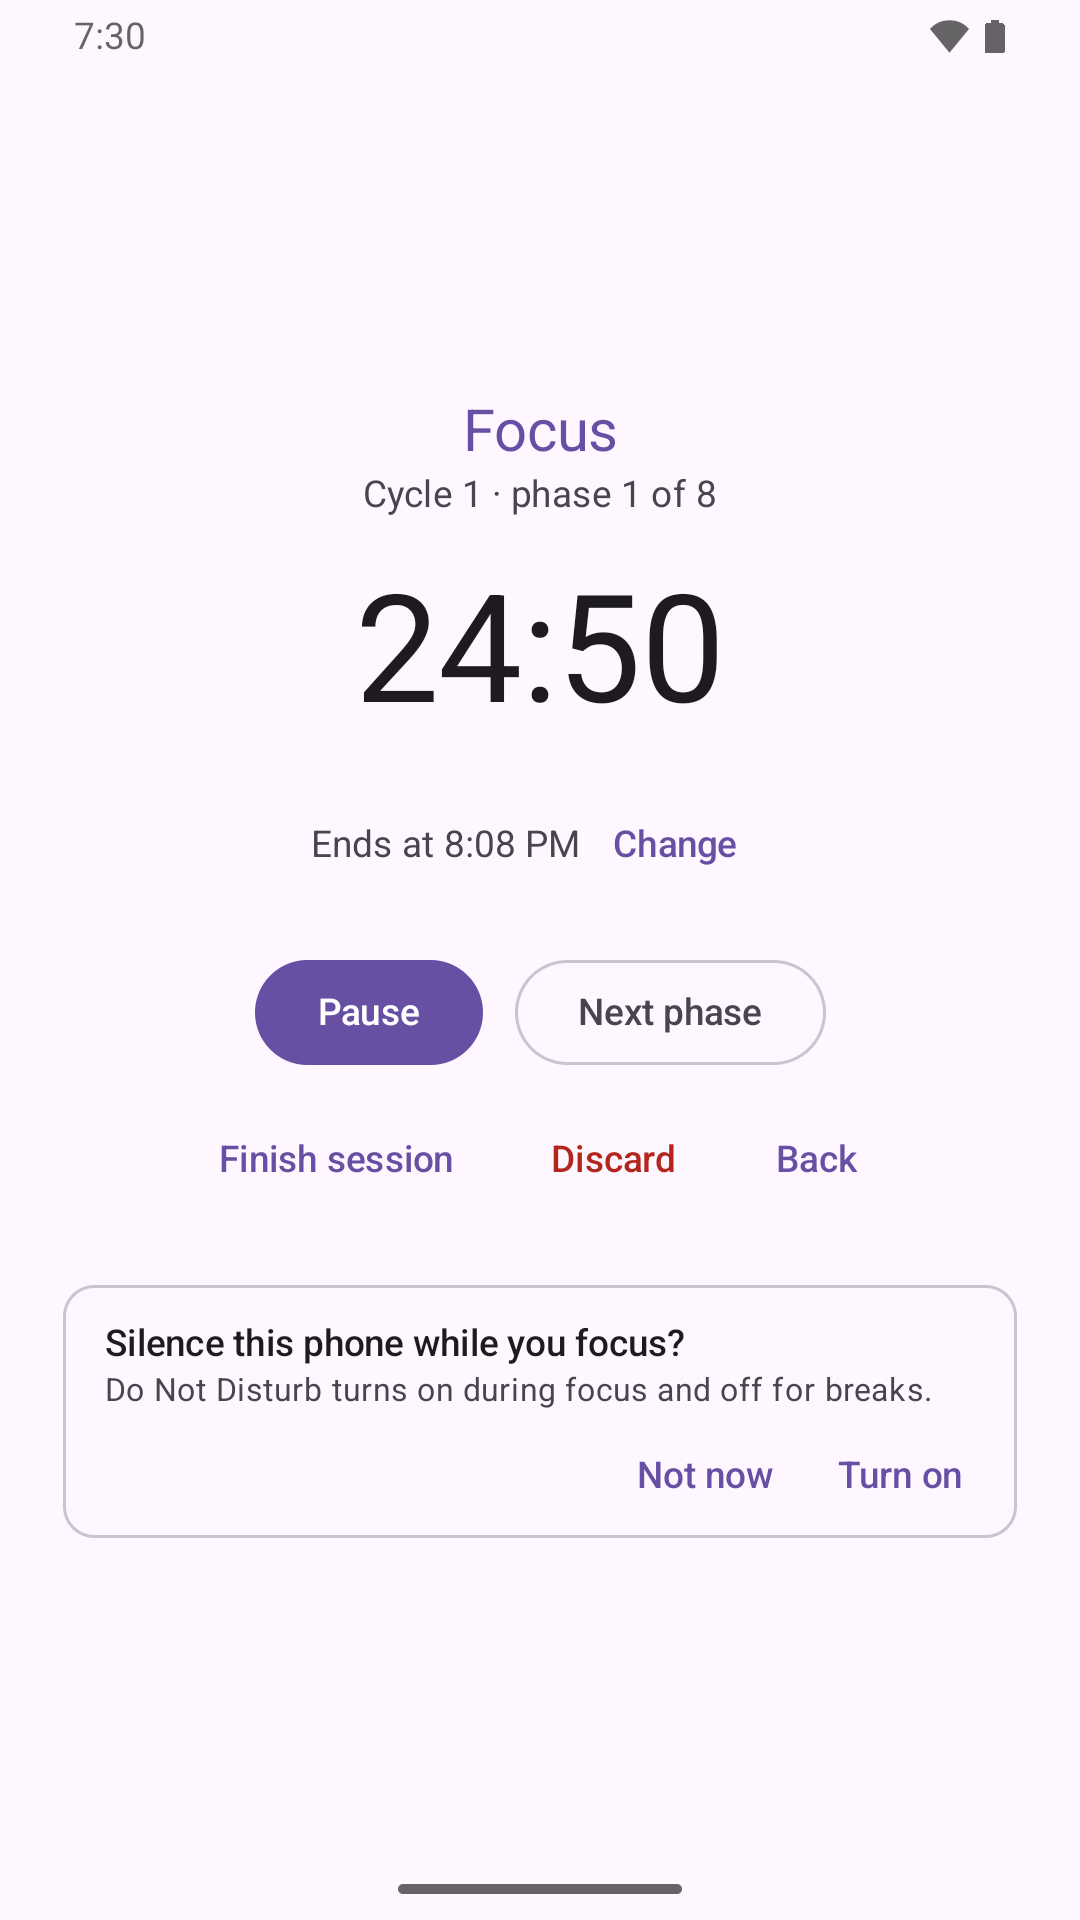 7:30
Focus
Cycle 1 · phase 1 of 8
24:50
Ends at 8:08 PM Change
Pause Next phase
Finish session Discard Back
Silence this phone while you focus?
Do Not Disturb turns on during focus and off for breaks.
Not now Turn on